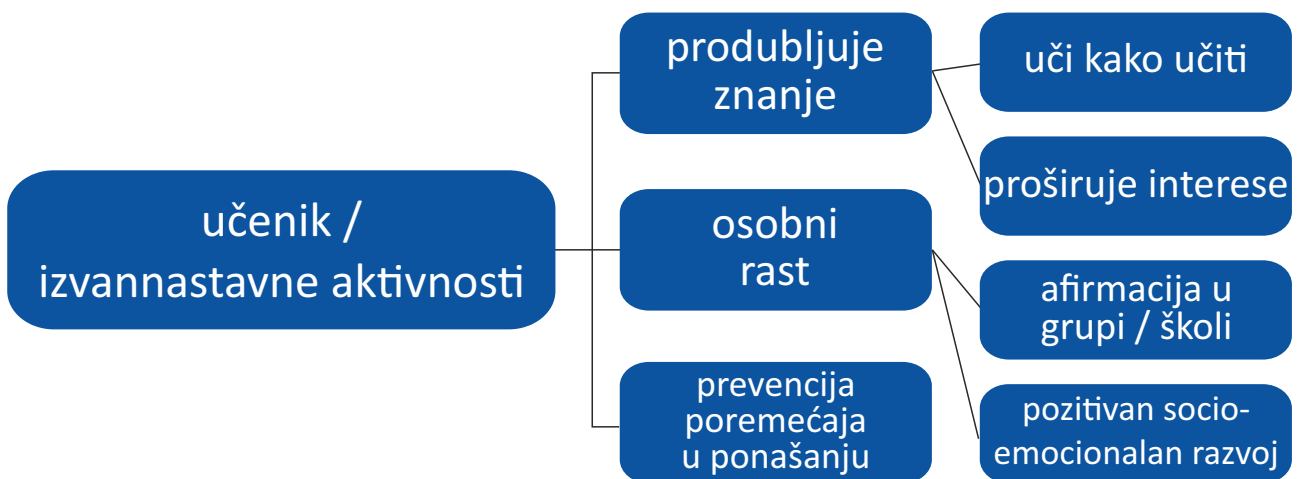 učenik /
izvannastavne aktivnosti
produbljuje
znanje
uči kako učiti
proširuje interese
osobni
rast
afirmacija u
grupi / školi
pozitivan socio-
emocionalan razvoj
prevencija
poremećaja
u ponašanju